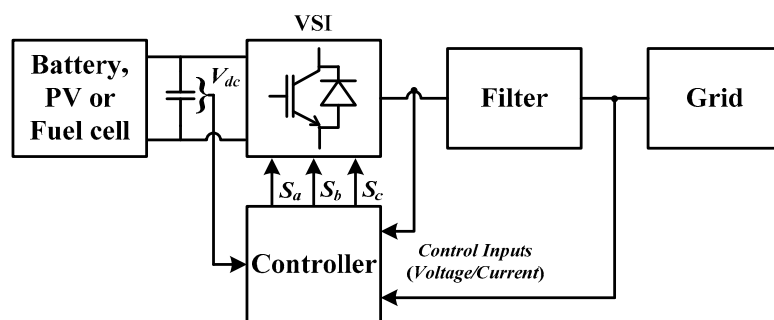 VSI
Battery,
PV or
Fuel cell
Vdc
Filter
Grid
Sa
Sb
Sc
Controller
Control Inputs
(Voltage/Current)